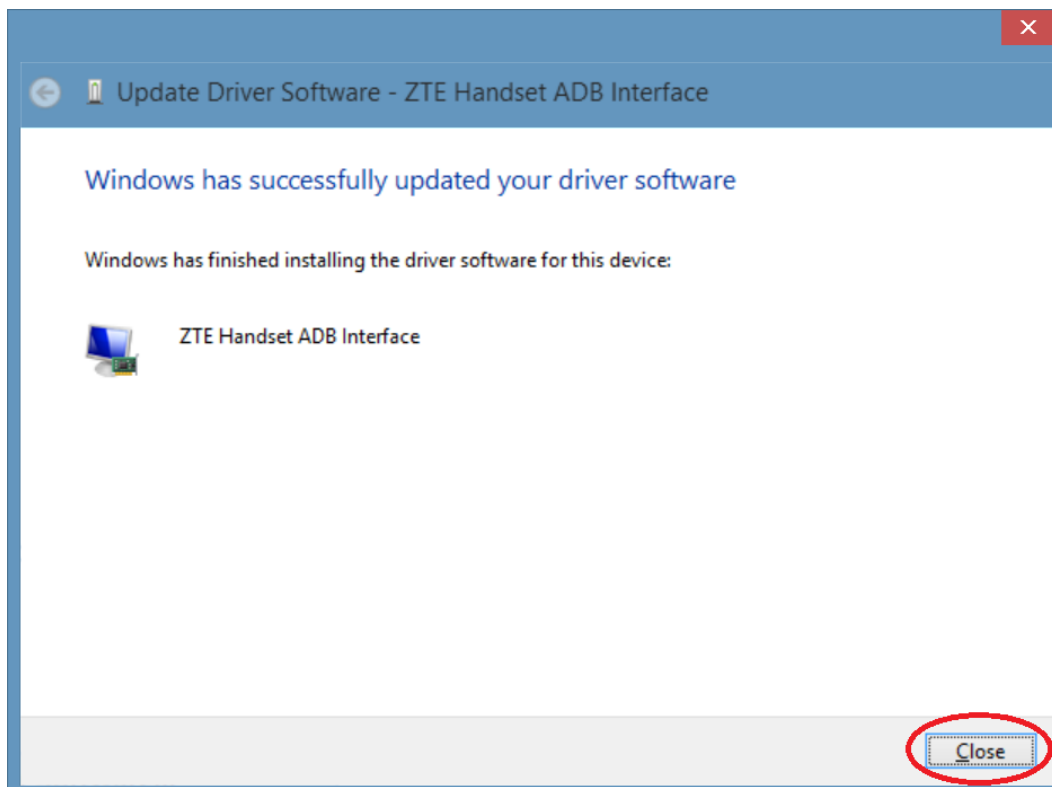 Update Driver Software - ZTE Handset ADB Interface
Windows has successfully updated your driver software
Windows has finished installing the driver software for this device:
ZTE Handset ADB Interface
Close